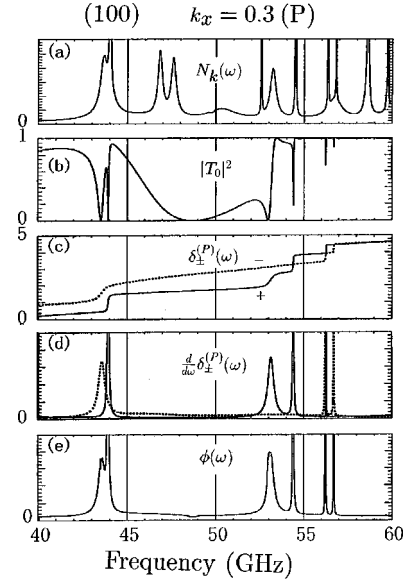 (100) k_x = 0.3 (P)
(a)
N_k(ω)
0
(b)
1
|T_0|^2
0
(c)
5
δ_±^{(P)}(ω)
−
+
0
(d)
d/dω δ_±^{(P)}(ω)
0
(e)
φ(ω)
0
40 45 50 55 60
Frequency (GHz)